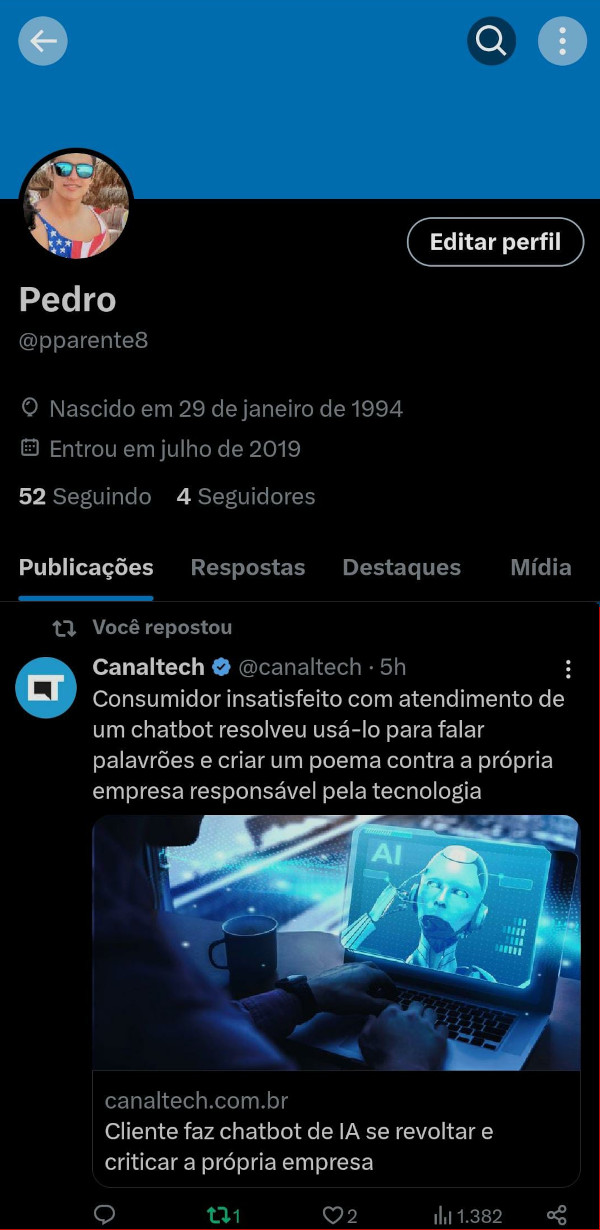 Editar perfil
Pedro
@pparente8
Nascido em 29 de janeiro de 1994
Entrou em julho de 2019
52 Seguindo 4 Seguidores
Publicações Respostas Destaques Mídia
Você repostou
Canaltech @canaltech · 5h
Consumidor insatisfeito com atendimento de
um chatbot resolveu usá-lo para falar
palavrões e criar um poema contra a própria
empresa responsável pela tecnologia
AI
canaltech.com.br
Cliente faz chatbot de IA se revoltar e
criticar a própria empresa
1 2 1.382